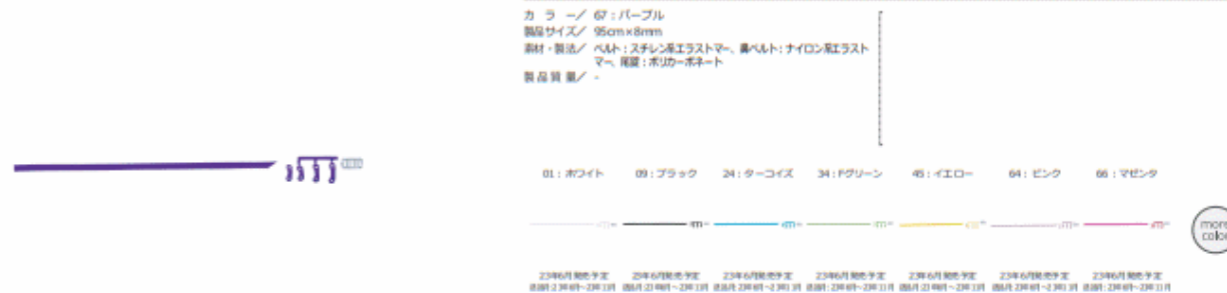 カラー／ 67：パープル
製品サイズ／ 95cm×8mm
素材・製法／ ベルト：スチレン系エラストマー、鼻ベルト：ナイロン系エラスト
マー、尾錠：ポリカーボネート
製品質量／ -
01：ホワイト 09：ブラック 24：ターコイズ 34：Fグリーン 45：イエロー 64：ピンク 66：マゼンタ
more
color
23年6月発売予定 23年6月発売予定 23年6月発売予定 23年6月発売予定 23年6月発売予定 23年6月発売予定 23年6月発売予定